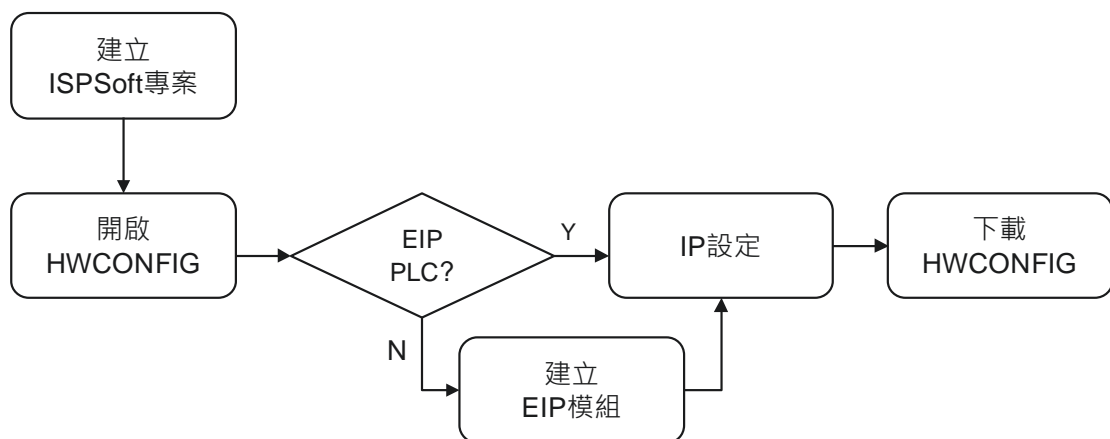 建立
ISPSoft專案
開啟
HWCONFIG
EIP
PLC?
Y
IP設定
下載
HWCONFIG
N
建立
EIP模組